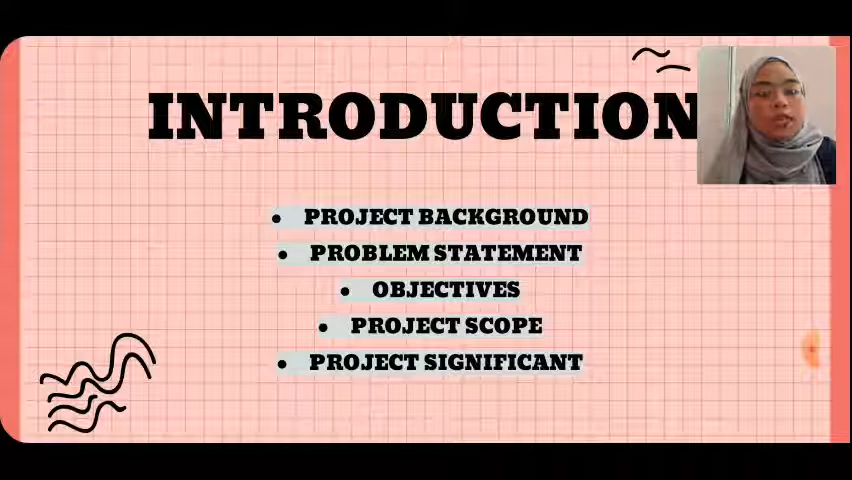 INTRODUCTION
• PROJECT BACKGROUND
• PROBLEM STATEMENT
• OBJECTIVES
• PROJECT SCOPE
• PROJECT SIGNIFICANT